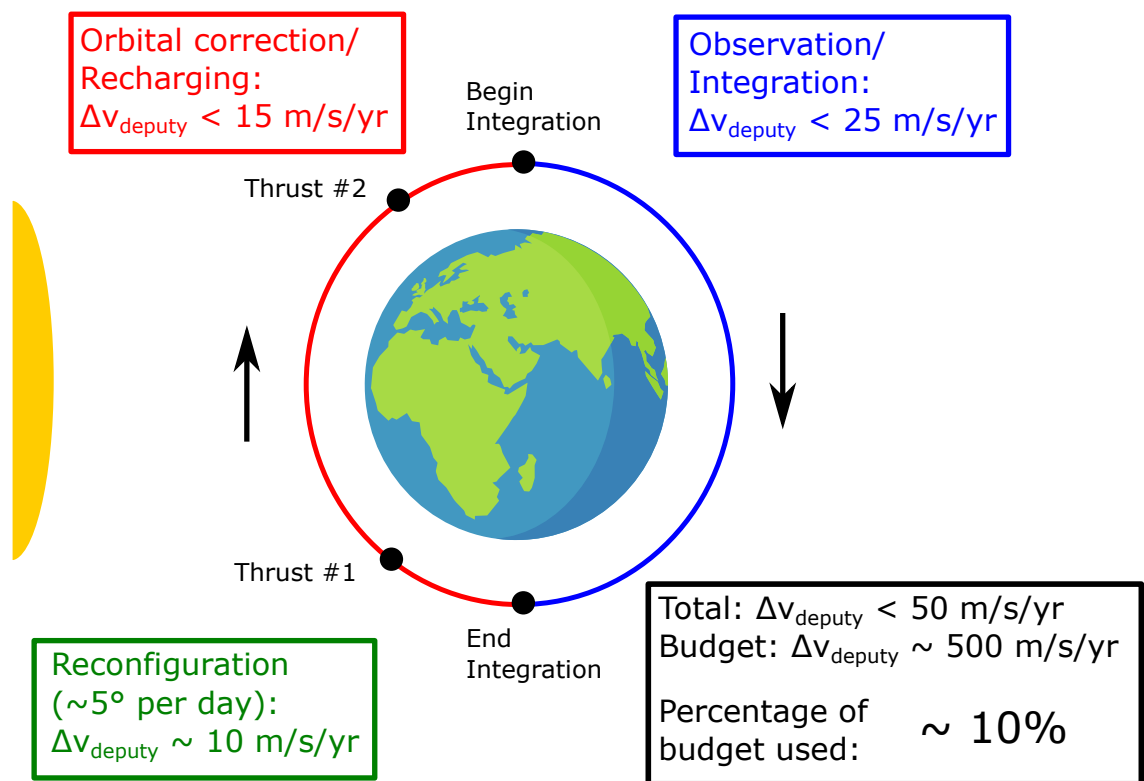 Orbital correction/
Recharging:
Δv_deputy < 15 m/s/yr
Begin
Integration
Observation/
Integration:
Δv_deputy < 25 m/s/yr
Thrust #2
Thrust #1
End
Integration
Reconfiguration
(~5° per day):
Δv_deputy ~ 10 m/s/yr
Total: Δv_deputy < 50 m/s/yr
Budget: Δv_deputy ~ 500 m/s/yr
Percentage of
budget used:
~ 10%